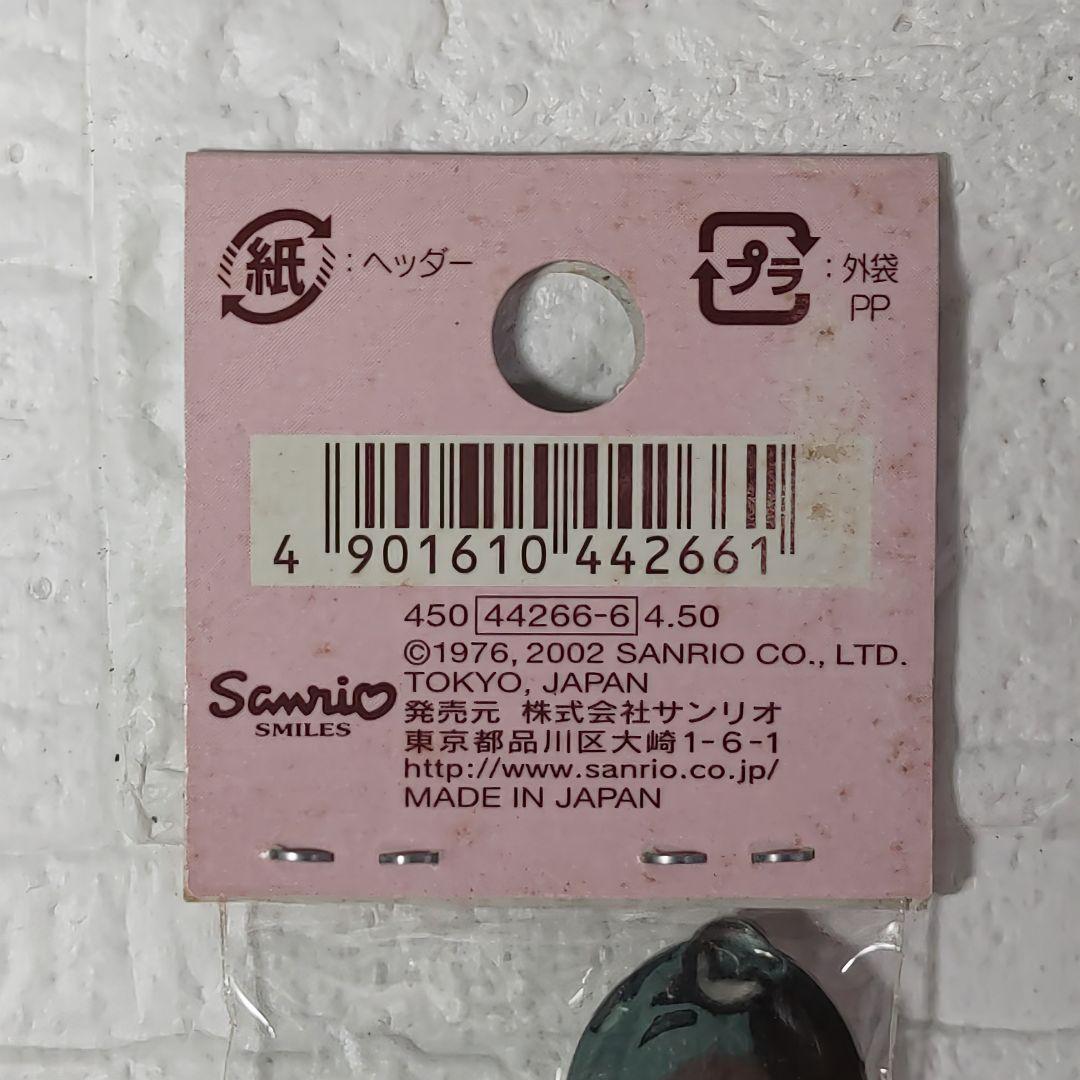 紙:ヘッダー
プラ:外袋
PP
4 901610 442661
450 44266-6 4.50
©1976, 2002 SANRIO CO., LTD.
TOKYO, JAPAN
Sanrio
SMILES
発売元 株式会社サンリオ
東京都品川区大崎1-6-1
http://www.sanrio.co.jp/
MADE IN JAPAN